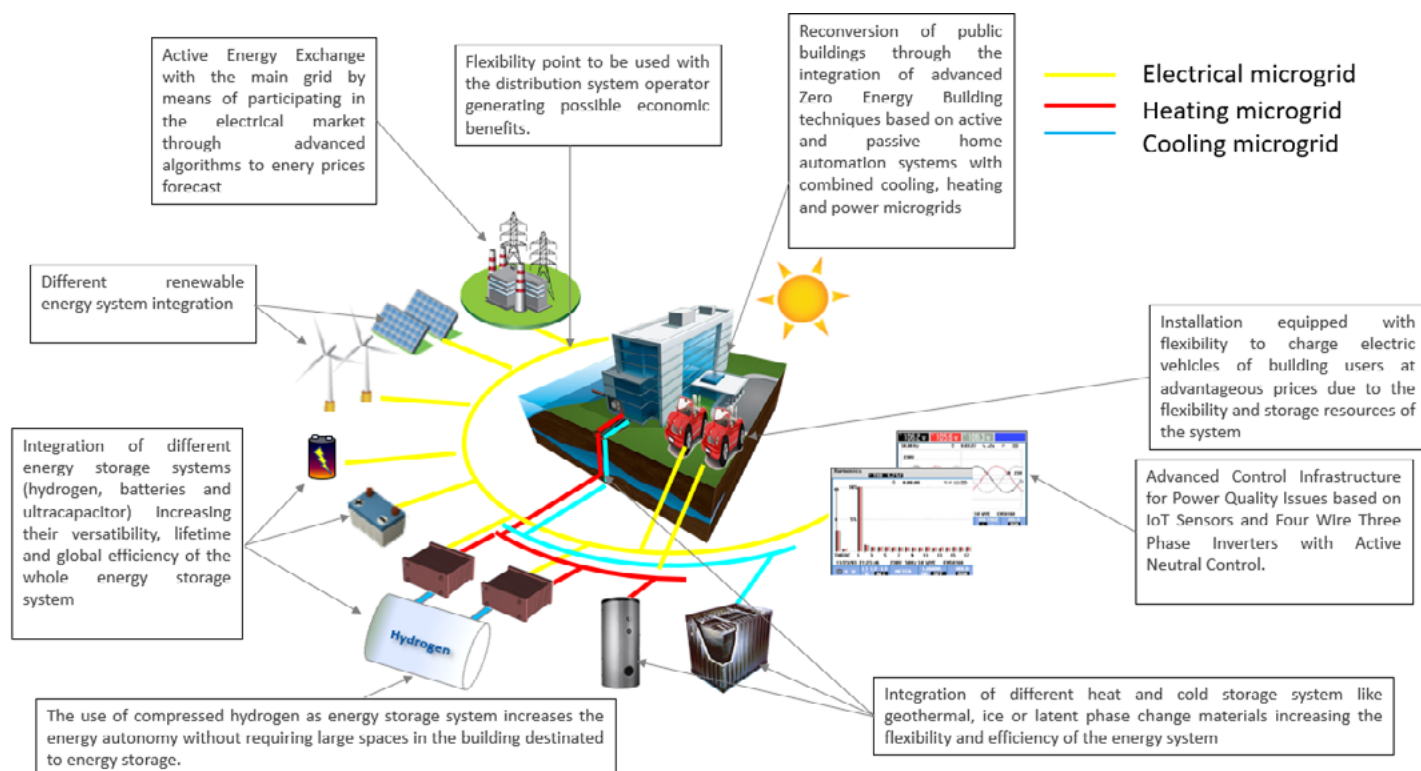 Active Energy Exchange
with the main grid by
means of participating in
the electrical market
through advanced
algorithms to enery prices
forecast
Flexibility point to be used with
the distribution system operator
generating possible economic
benefits.
Reconversion of public
buildings through the
integration of advanced
Zero Energy Building
techniques based on active
and passive home
automation systems with
combined cooling, heating
and power microgrids
Electrical microgrid
Heating microgrid
Cooling microgrid
Different renewable
energy system integration
Installation equipped with
flexibility to charge electric
vehicles of building users at
advantageous prices due to the
flexibility and storage resources of
the system
Integration of different
energy storage systems
(hydrogen, batteries and
ultracapacitor) Increasing
their versatibility, lifetime
and global efficiency of the
whole energy storage
system
Advanced Control Infrastructure
for Power Quality Issues based on
IoT Sensors and Four Wire Three
Phase Inverters with Active
Neutral Control.
Hydrogen
The use of compressed hydrogen as energy storage system increases the
energy autonomy without requiring large spaces in the building destinated
to energy storage.
Integration of different heat and cold storage system like
geothermal, ice or latent phase change materials increasing the
flexibility and efficiency of the energy system